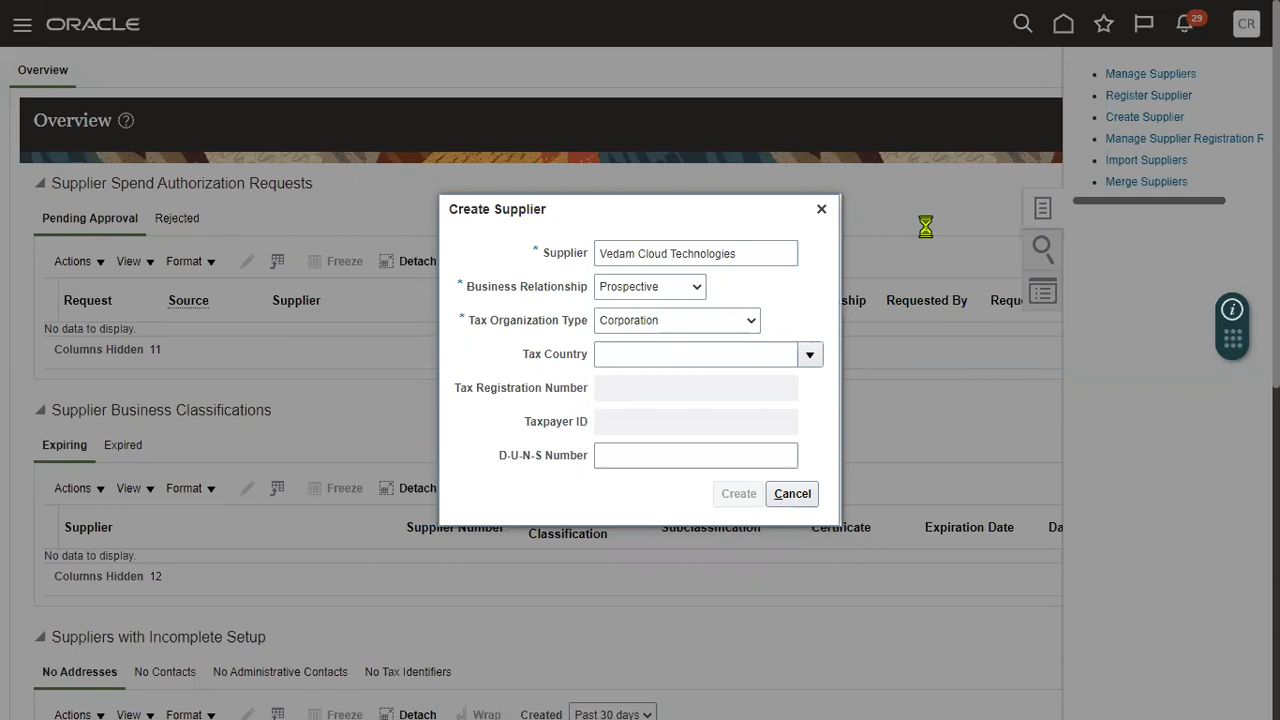 ORACLE
29
CR
Overview
Manage Suppliers
Register Supplier
Create Supplier
Manage Supplier Registration R
Import Suppliers
Merge Suppliers
Overview
Supplier Spend Authorization Requests
Pending Approval Rejected
Actions View Format Freeze Detach
Request Source Supplier ship Requested By Requ
No data to display.
Columns Hidden 11
Create Supplier
* Supplier Vedam Cloud Technologies
* Business Relationship Prospective
* Tax Organization Type Corporation
Tax Country
Tax Registration Number
Taxpayer ID
D-U-N-S Number
Create Cancel
Supplier Business Classifications
Expiring Expired
Actions View Format Freeze Detach
Supplier Supplier Number Classification Subclassification Certificate Expiration Date Da
No data to display.
Columns Hidden 12
Suppliers with Incomplete Setup
No Addresses No Contacts No Administrative Contacts No Tax Identifiers
Actions View Format Freeze Detach Wrap Created Past 30 days